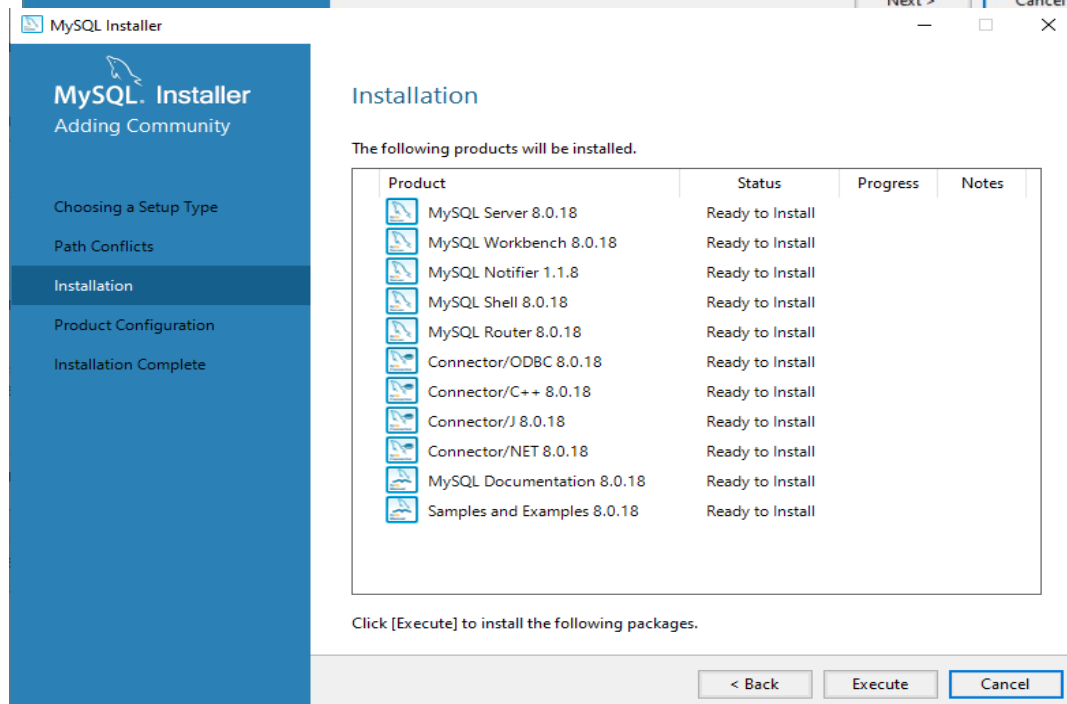 Next > Cancel
MySQL Installer
MySQL. Installer
Adding Community
Choosing a Setup Type
Path Conflicts
Installation
Product Configuration
Installation Complete
Installation
The following products will be installed.
Product Status Progress Notes
MySQL Server 8.0.18 Ready to Install
MySQL Workbench 8.0.18 Ready to Install
MySQL Notifier 1.1.8 Ready to Install
MySQL Shell 8.0.18 Ready to Install
MySQL Router 8.0.18 Ready to Install
Connector/ODBC 8.0.18 Ready to Install
Connector/C++ 8.0.18 Ready to Install
Connector/J 8.0.18 Ready to Install
Connector/NET 8.0.18 Ready to Install
MySQL Documentation 8.0.18 Ready to Install
Samples and Examples 8.0.18 Ready to Install
Click [Execute] to install the following packages.
< Back Execute Cancel